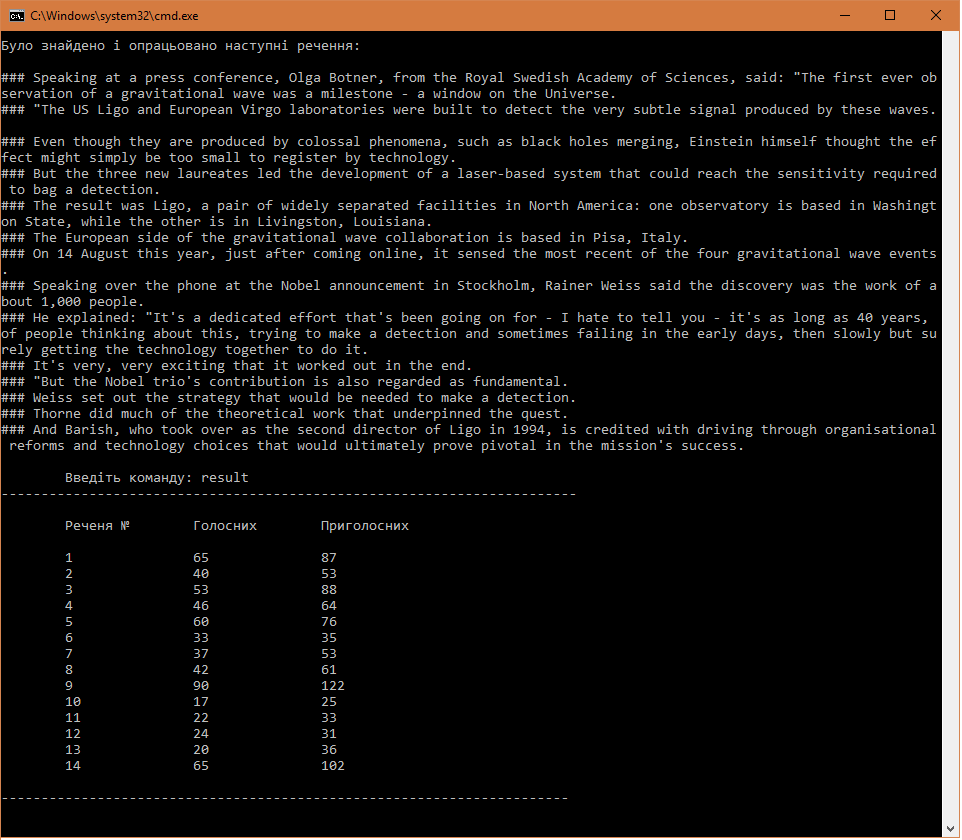 C:\Windows\system32\cmd.exe
Було знайдено і опрацьовано наступні речення:
### Speaking at a press conference, Olga Botner, from the Royal Swedish Academy of Sciences, said: "The first ever ob
servation of a gravitational wave was a milestone - a window on the Universe.
### "The US Ligo and European Virgo laboratories were built to detect the very subtle signal produced by these waves.
### Even though they are produced by colossal phenomena, such as black holes merging, Einstein himself thought the ef
fect might simply be too small to register by technology.
### But the three new laureates led the development of a laser-based system that could reach the sensitivity required
 to bag a detection.
### The result was Ligo, a pair of widely separated facilities in North America: one observatory is based in Washingt
on State, while the other is in Livingston, Louisiana.
### The European side of the gravitational wave collaboration is based in Pisa, Italy.
### On 14 August this year, just after coming online, it sensed the most recent of the four gravitational wave events
.
### Speaking over the phone at the Nobel announcement in Stockholm, Rainer Weiss said the discovery was the work of a
bout 1,000 people.
### He explained: "It's a dedicated effort that's been going on for - I hate to tell you - it's as long as 40 years,
of people thinking about this, trying to make a detection and sometimes failing in the early days, then slowly but su
rely getting the technology together to do it.
### It's very, very exciting that it worked out in the end.
### "But the Nobel trio's contribution is also regarded as fundamental.
### Weiss set out the strategy that would be needed to make a detection.
### Thorne did much of the theoretical work that underpinned the quest.
### And Barish, who took over as the second director of Ligo in 1994, is credited with driving through organisational
 reforms and technology choices that would ultimately prove pivotal in the mission's success.
Введіть команду: result
------------------------------------------------------------------------
Реченя № Голосних Приголосних
1 65 87
2 40 53
3 53 88
4 46 64
5 60 76
6 33 35
7 37 53
8 42 61
9 90 122
10 17 25
11 22 33
12 24 31
13 20 36
14 65 102
-----------------------------------------------------------------------